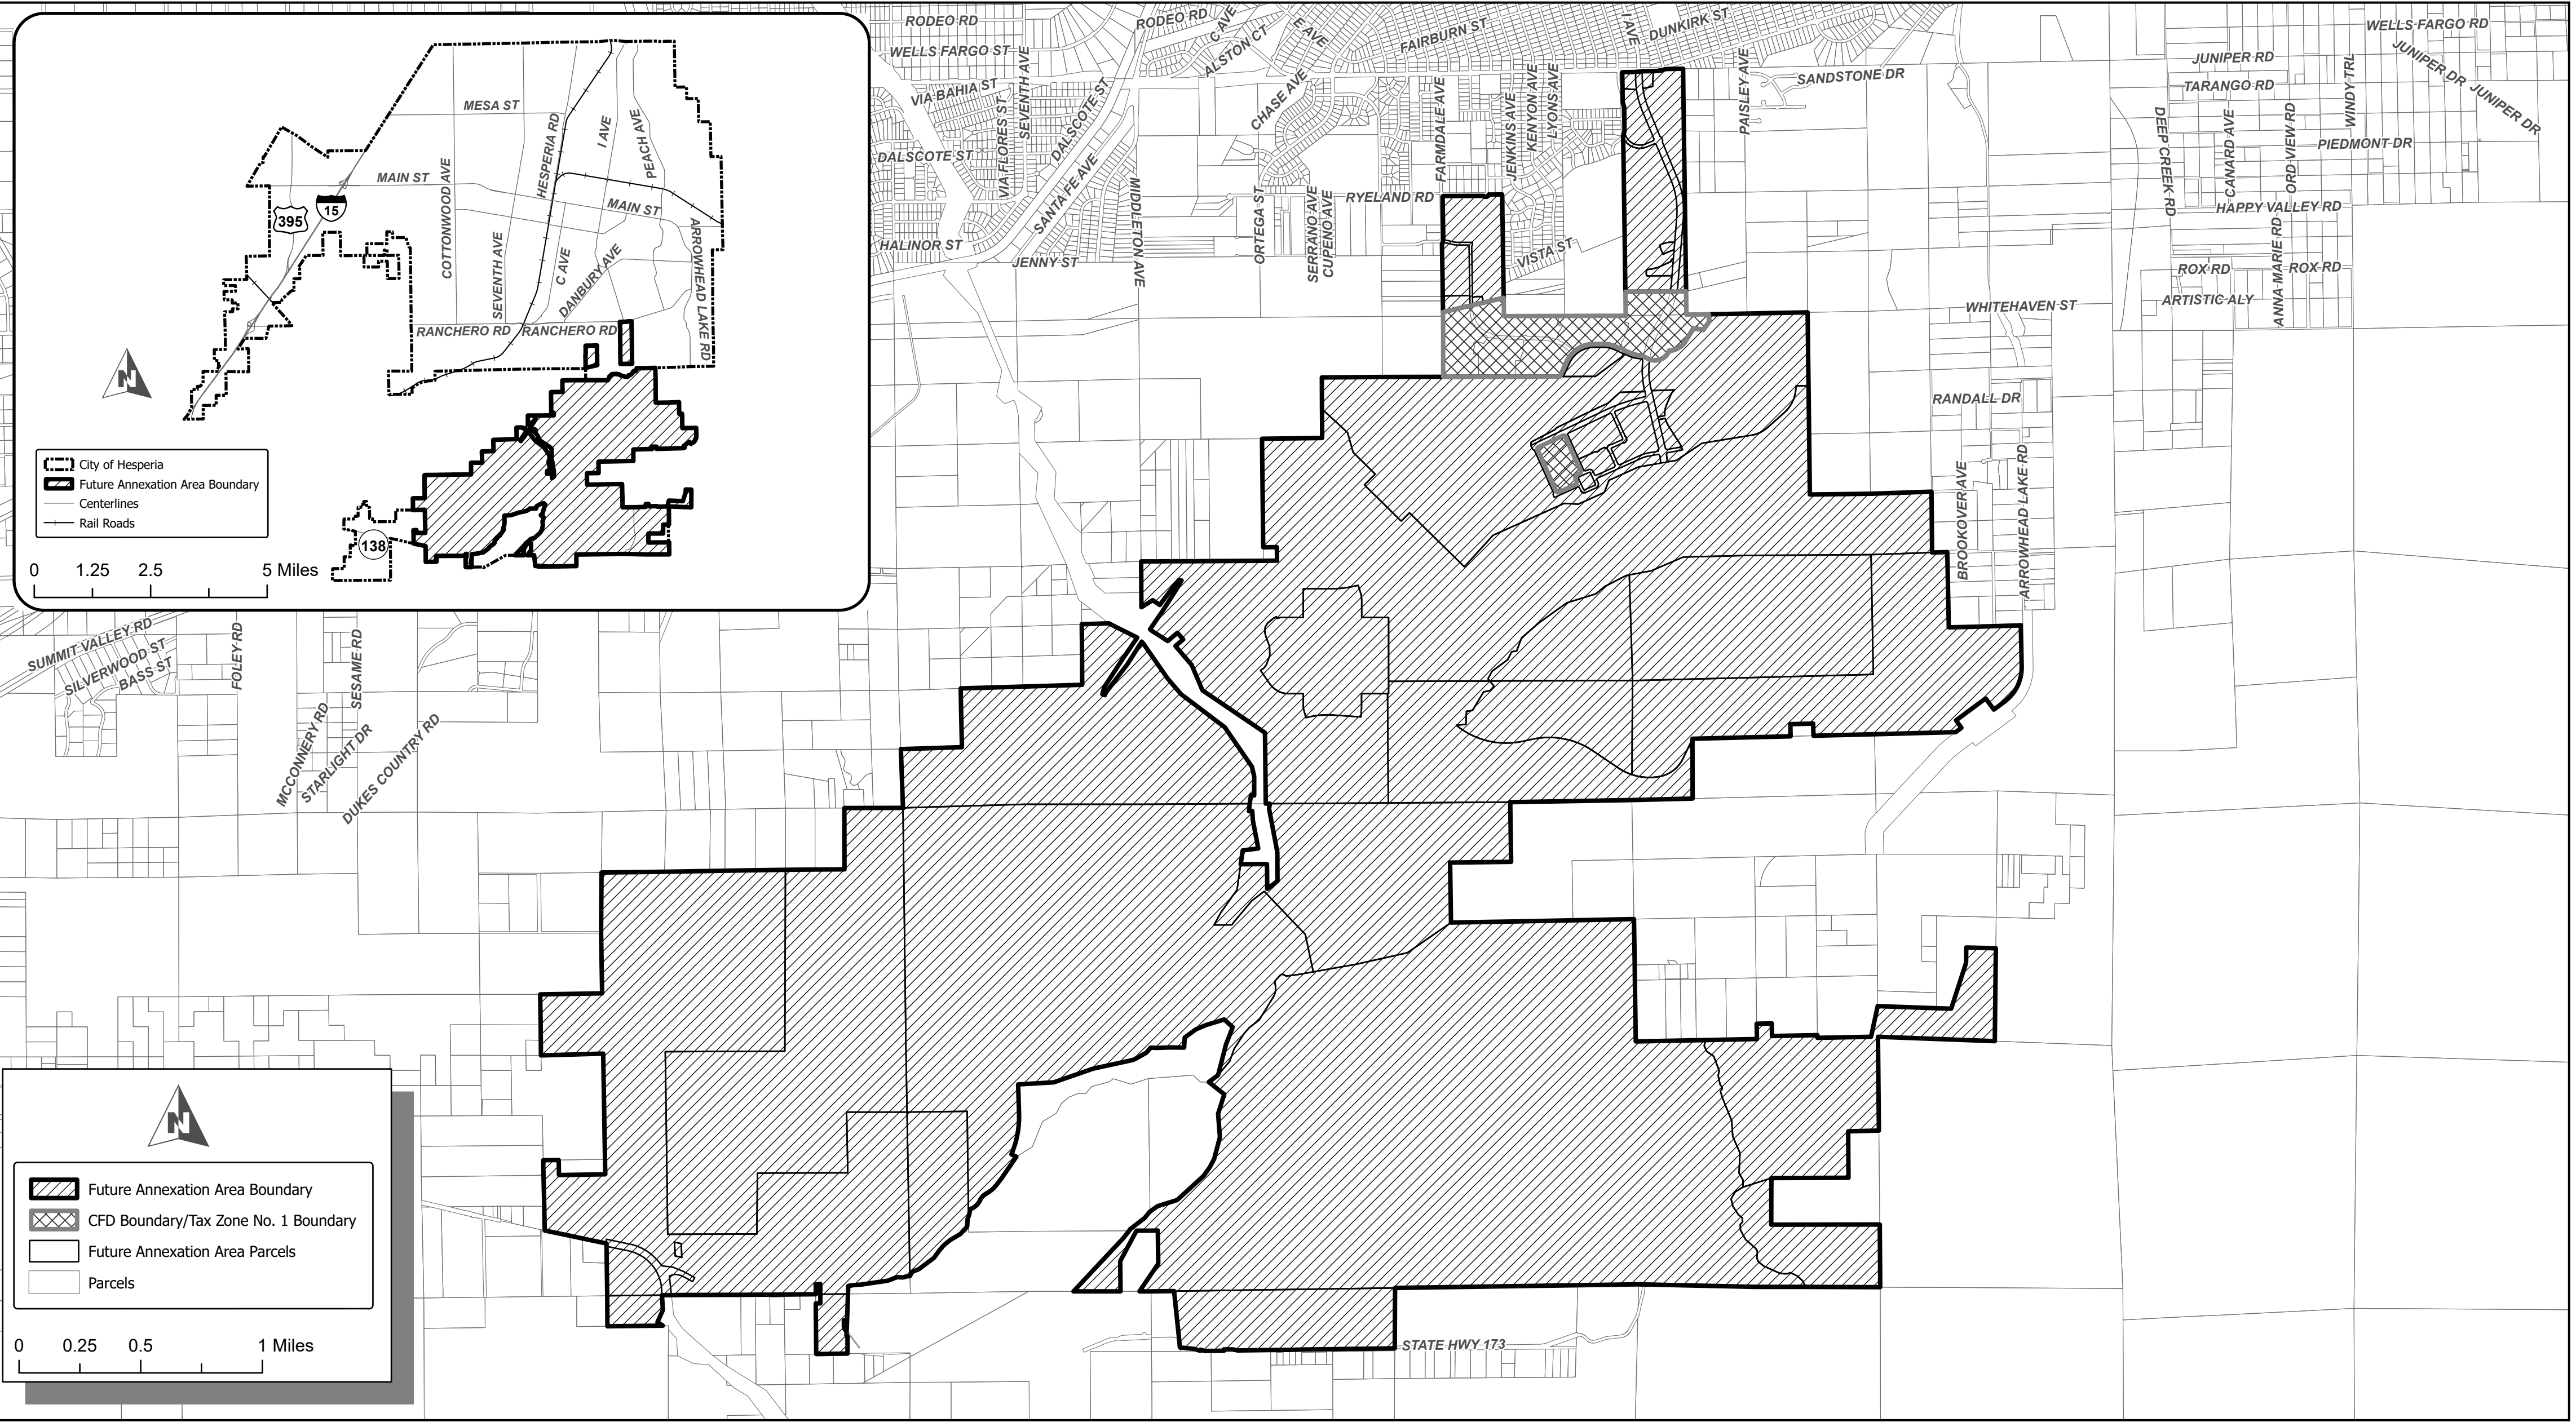 MESA ST
MAIN ST
COTTONWOOD AVE
HESPERIA RD
I AVE
PEACH AVE
MAIN ST
395
15
SEVENTH AVE
C AVE
DANBURY AVE
ARROWHEAD LAKE RD
RANCHERO RD
RANCHERO RD
N
City of Hesperia
Future Annexation Area Boundary
Centerlines
Rail Roads
138
0 1.25 2.5 5 Miles
RODEO RD
RODEO RD
C AVE
E AVE
FAIRBURN ST
I AVE
DUNKIRK ST
WELLS FARGO RD
WELLS FARGO ST
SEVENTH AVE
ALSTON CT
CHASE AVE
PAISLEY AVE
SANDSTONE DR
JUNIPER RD
JUNIPER DR
JUNIPER DR
TARANGO RD
WINDY TRL
VIA BAHIA ST
VIA FLORES ST
DALSCOTE ST
DALSCOTE ST
SANTA FE AVE
MIDDLETON AVE
FARMDALE AVE
JENKINS AVE
KENYON AVE
LYONS AVE
DEEP CREEK RD
CANARD AVE
ORD VIEW RD
PIEDMONT DR
HALINOR ST
JENNY ST
ORTEGA ST
SERRANO AVE
CUPENO AVE
RYELAND RD
VISTA ST
HAPPY VALLEY RD
ROX RD
ROX RD
ANNA MARIE RD
ARTISTIC ALY
WHITEHAVEN ST
RANDALL DR
BROOKOVER AVE
ARROWHEAD LAKE RD
SUMMIT VALLEY RD
SILVERWOOD ST
BASS ST
FOLEY RD
SESAME RD
MCCONNERY RD
STARLIGHT DR
DUKES COUNTRY RD
N
Future Annexation Area Boundary
CFD Boundary/Tax Zone No. 1 Boundary
Future Annexation Area Parcels
Parcels
0 0.25 0.5 1 Miles
STATE HWY 173